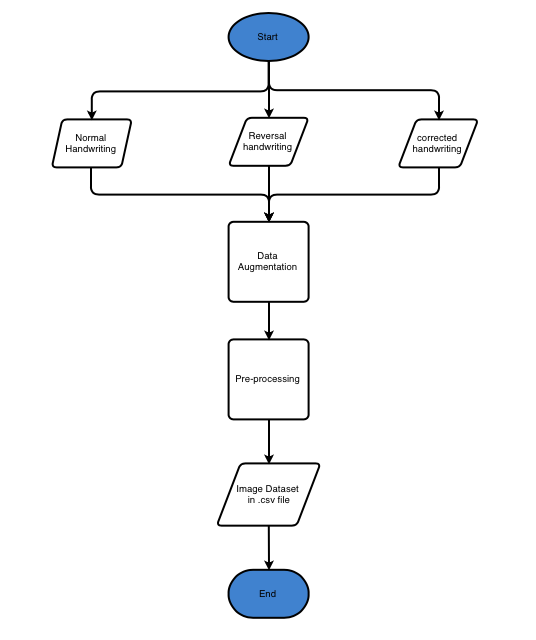 Start
Normal
Handwriting
Reversal
handwriting
corrected
handwriting
Data
Augmentation
Pre-processing
Image Dataset
in .csv file
End